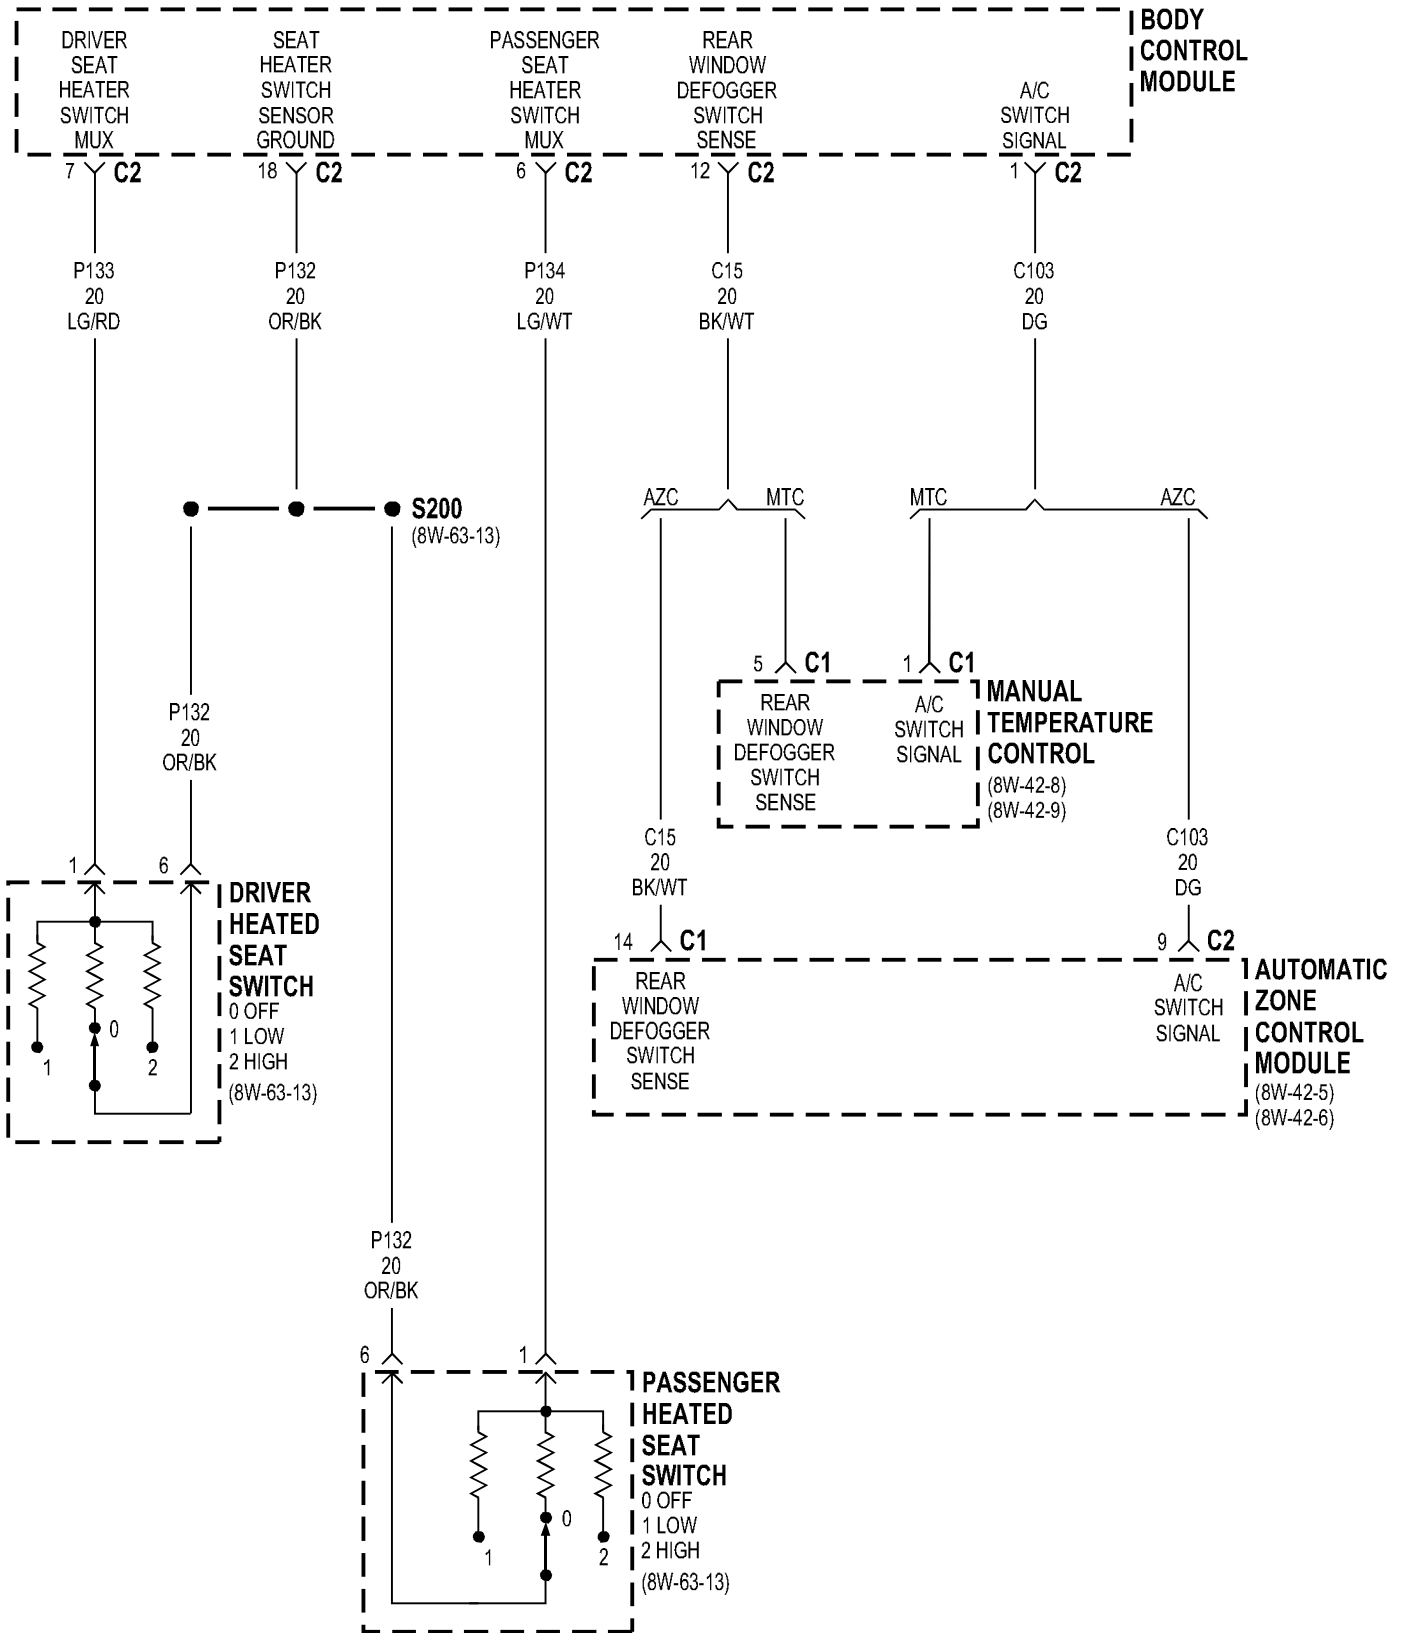 BODY
CONTROL
MODULE
DRIVER
SEAT
HEATER
SWITCH
MUX
SEAT
HEATER
SWITCH
SENSOR
GROUND
PASSENGER
SEAT
HEATER
SWITCH
MUX
REAR
WINDOW
DEFOGGER
SWITCH
SENSE
A/C
SWITCH
SIGNAL
7 C2
18 C2
6 C2
12 C2
1 C2
P133
20
LG/RD
P132
20
OR/BK
P134
20
LG/WT
C15
20
BK/WT
C103
20
DG
S200
(8W-63-13)
AZC MTC
MTC AZC
5 C1
1 C1
REAR
WINDOW
DEFOGGER
SWITCH
SENSE
A/C
SWITCH
SIGNAL
MANUAL
TEMPERATURE
CONTROL
(8W-42-8)
(8W-42-9)
P132
20
OR/BK
C15
20
BK/WT
C103
20
DG
1 6
DRIVER
HEATED
SEAT
SWITCH
0 OFF
1 LOW
2 HIGH
(8W-63-13)
0
1
2
14 C1
9 C2
REAR
WINDOW
DEFOGGER
SWITCH
SENSE
A/C
SWITCH
SIGNAL
AUTOMATIC
ZONE
CONTROL
MODULE
(8W-42-5)
(8W-42-6)
P132
20
OR/BK
6 1
PASSENGER
HEATED
SEAT
SWITCH
0 OFF
1 LOW
2 HIGH
(8W-63-13)
0
1
2